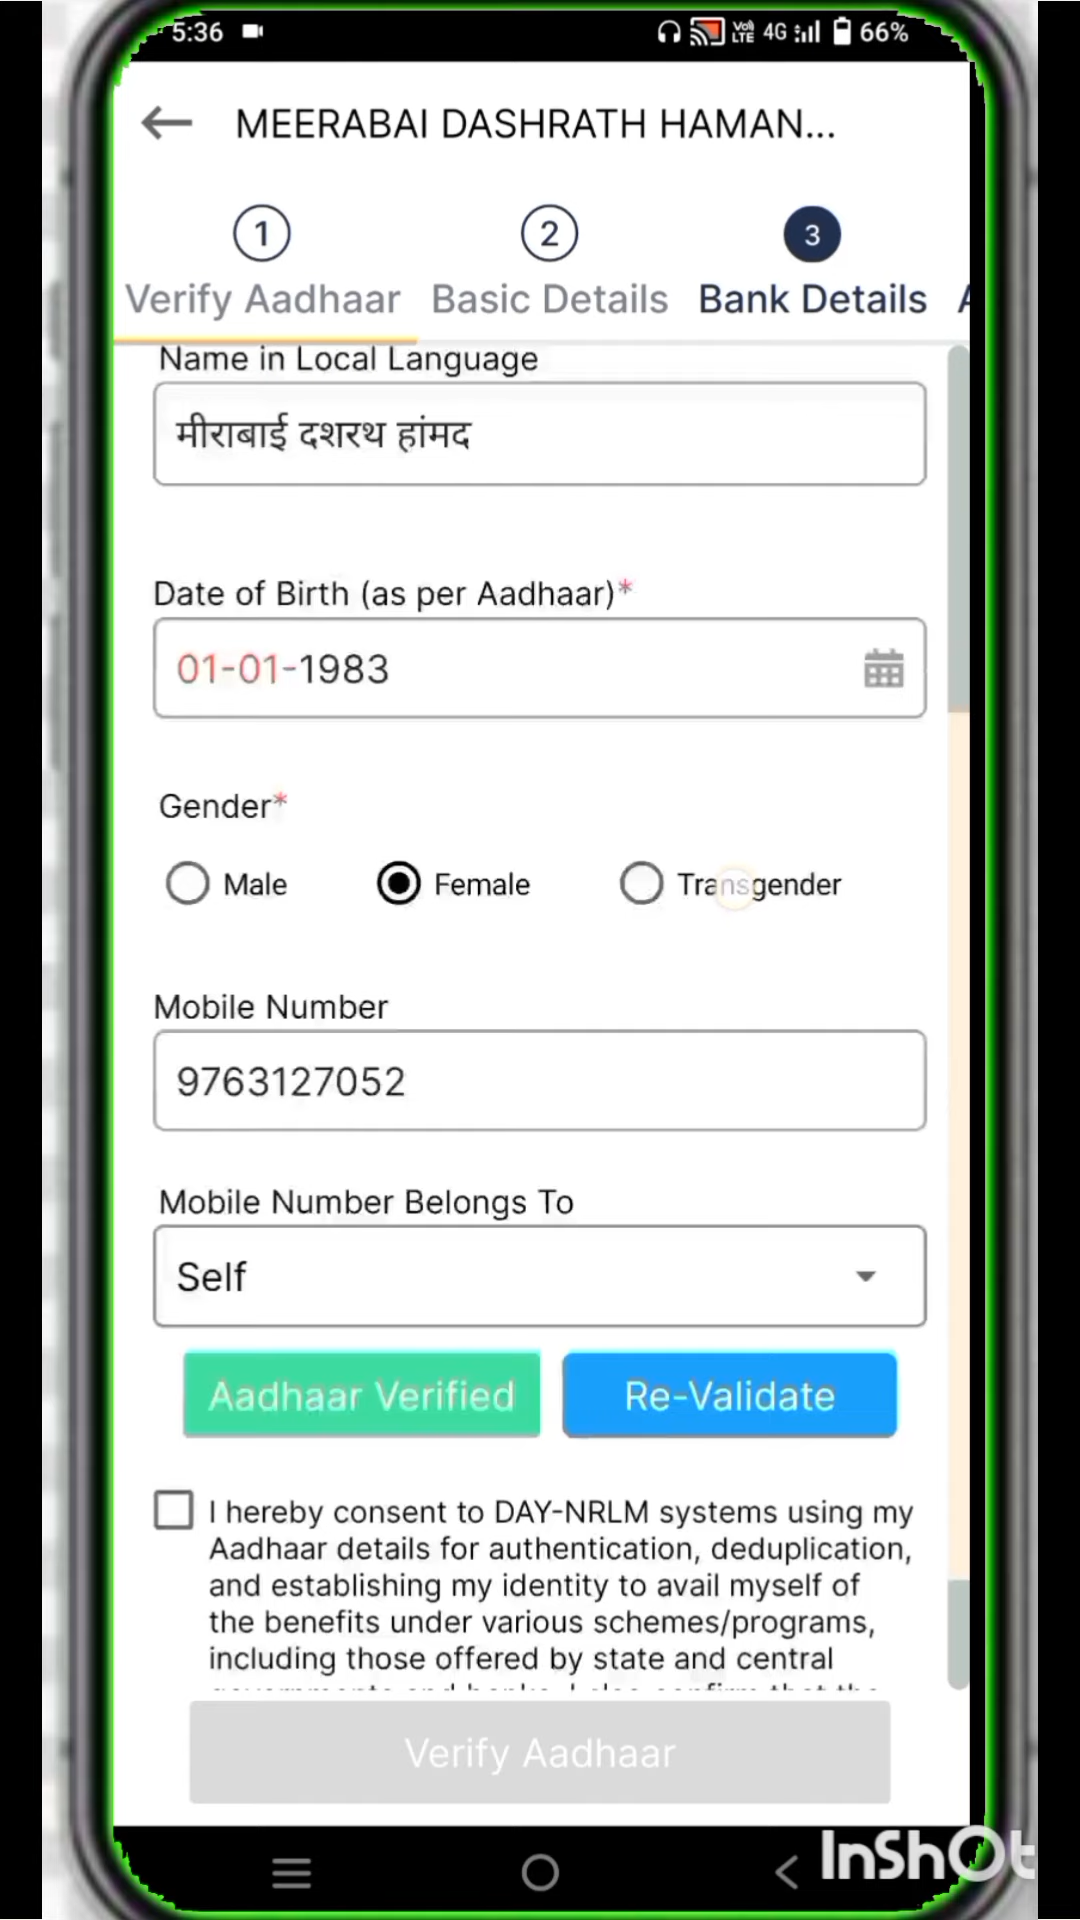 5:36 Vo) LTE 4G 66%
MEERABAI DASHRATH HAMAN...
1 2 3
Verify Aadhaar Basic Details Bank Details A
Name in Local Language
मीराबाई दशरथ हांमद
Date of Birth (as per Aadhaar)*
01-01-1983
Gender*
Male Female Transgender
Mobile Number
9763127052
Mobile Number Belongs To
Self
Aadhaar Verified Re-Validate
I hereby consent to DAY-NRLM systems using my
Aadhaar details for authentication, deduplication,
and establishing my identity to avail myself of
the benefits under various schemes/programs,
including those offered by state and central
Verify Aadhaar
InShOt